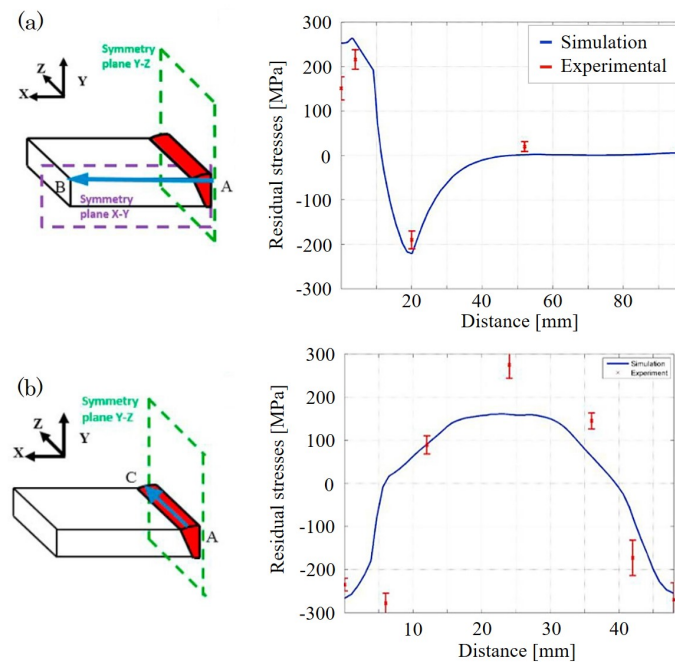 (a)
Symmetry
plane Y-Z
Z
Y
X
B
A
Symmetry
plane X-Y
300
200
100
0
-100
-200
-300
Residual stresses [MPa]
Simulation
Experimental
20
40
60
80
Distance [mm]
(b)
Symmetry
plane Y-Z
Z
Y
X
C
A
300
200
100
0
-100
-200
-300
Residual stresses [MPa]
Simulation
Experiment
10
20
30
40
Distance [mm]